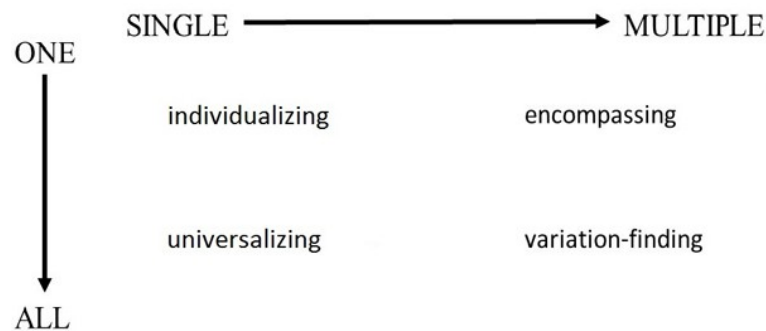 SINGLE MULTIPLE
ONE
individualizing encompassing
universalizing variation-finding
ALL